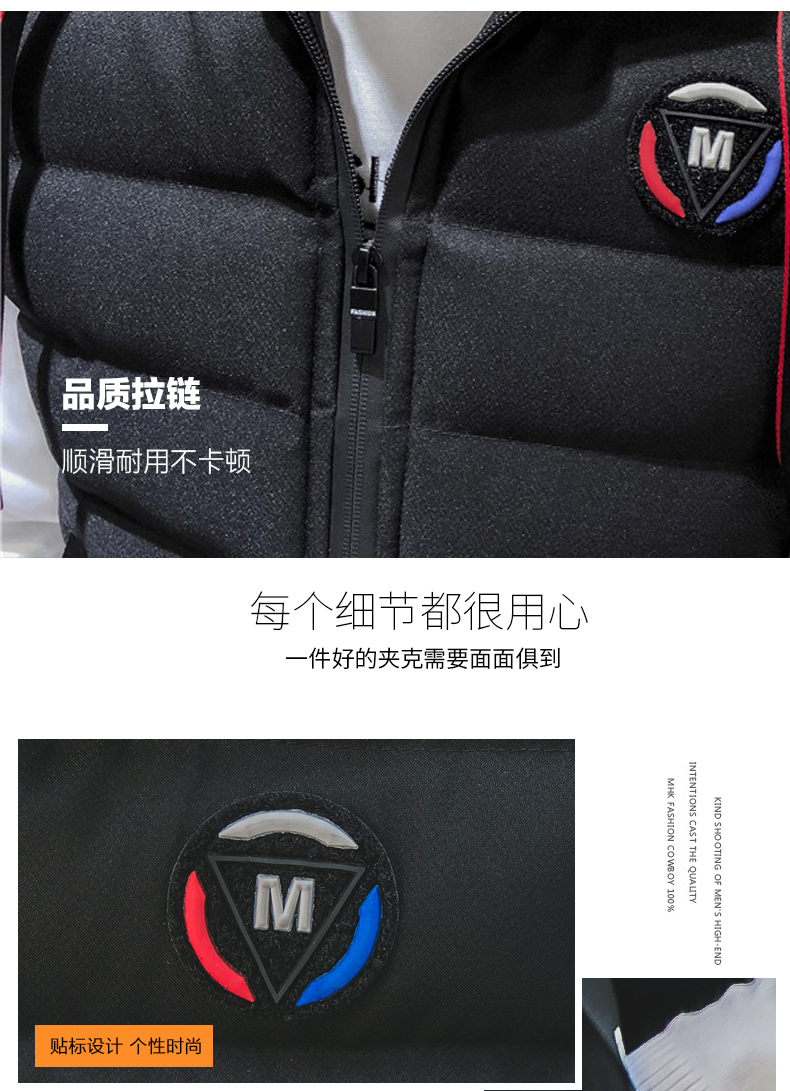 M
FASHION
品质拉链
顺滑耐用不卡顿
每个细节都很用心
一件好的夹克需要面面俱到
KIND SHOOTING OF MEN'S HIGH-END
INTENTIONS CAST THE QUALITY
MHK FASHION COWBOY 100%
M
贴标设计 个性时尚